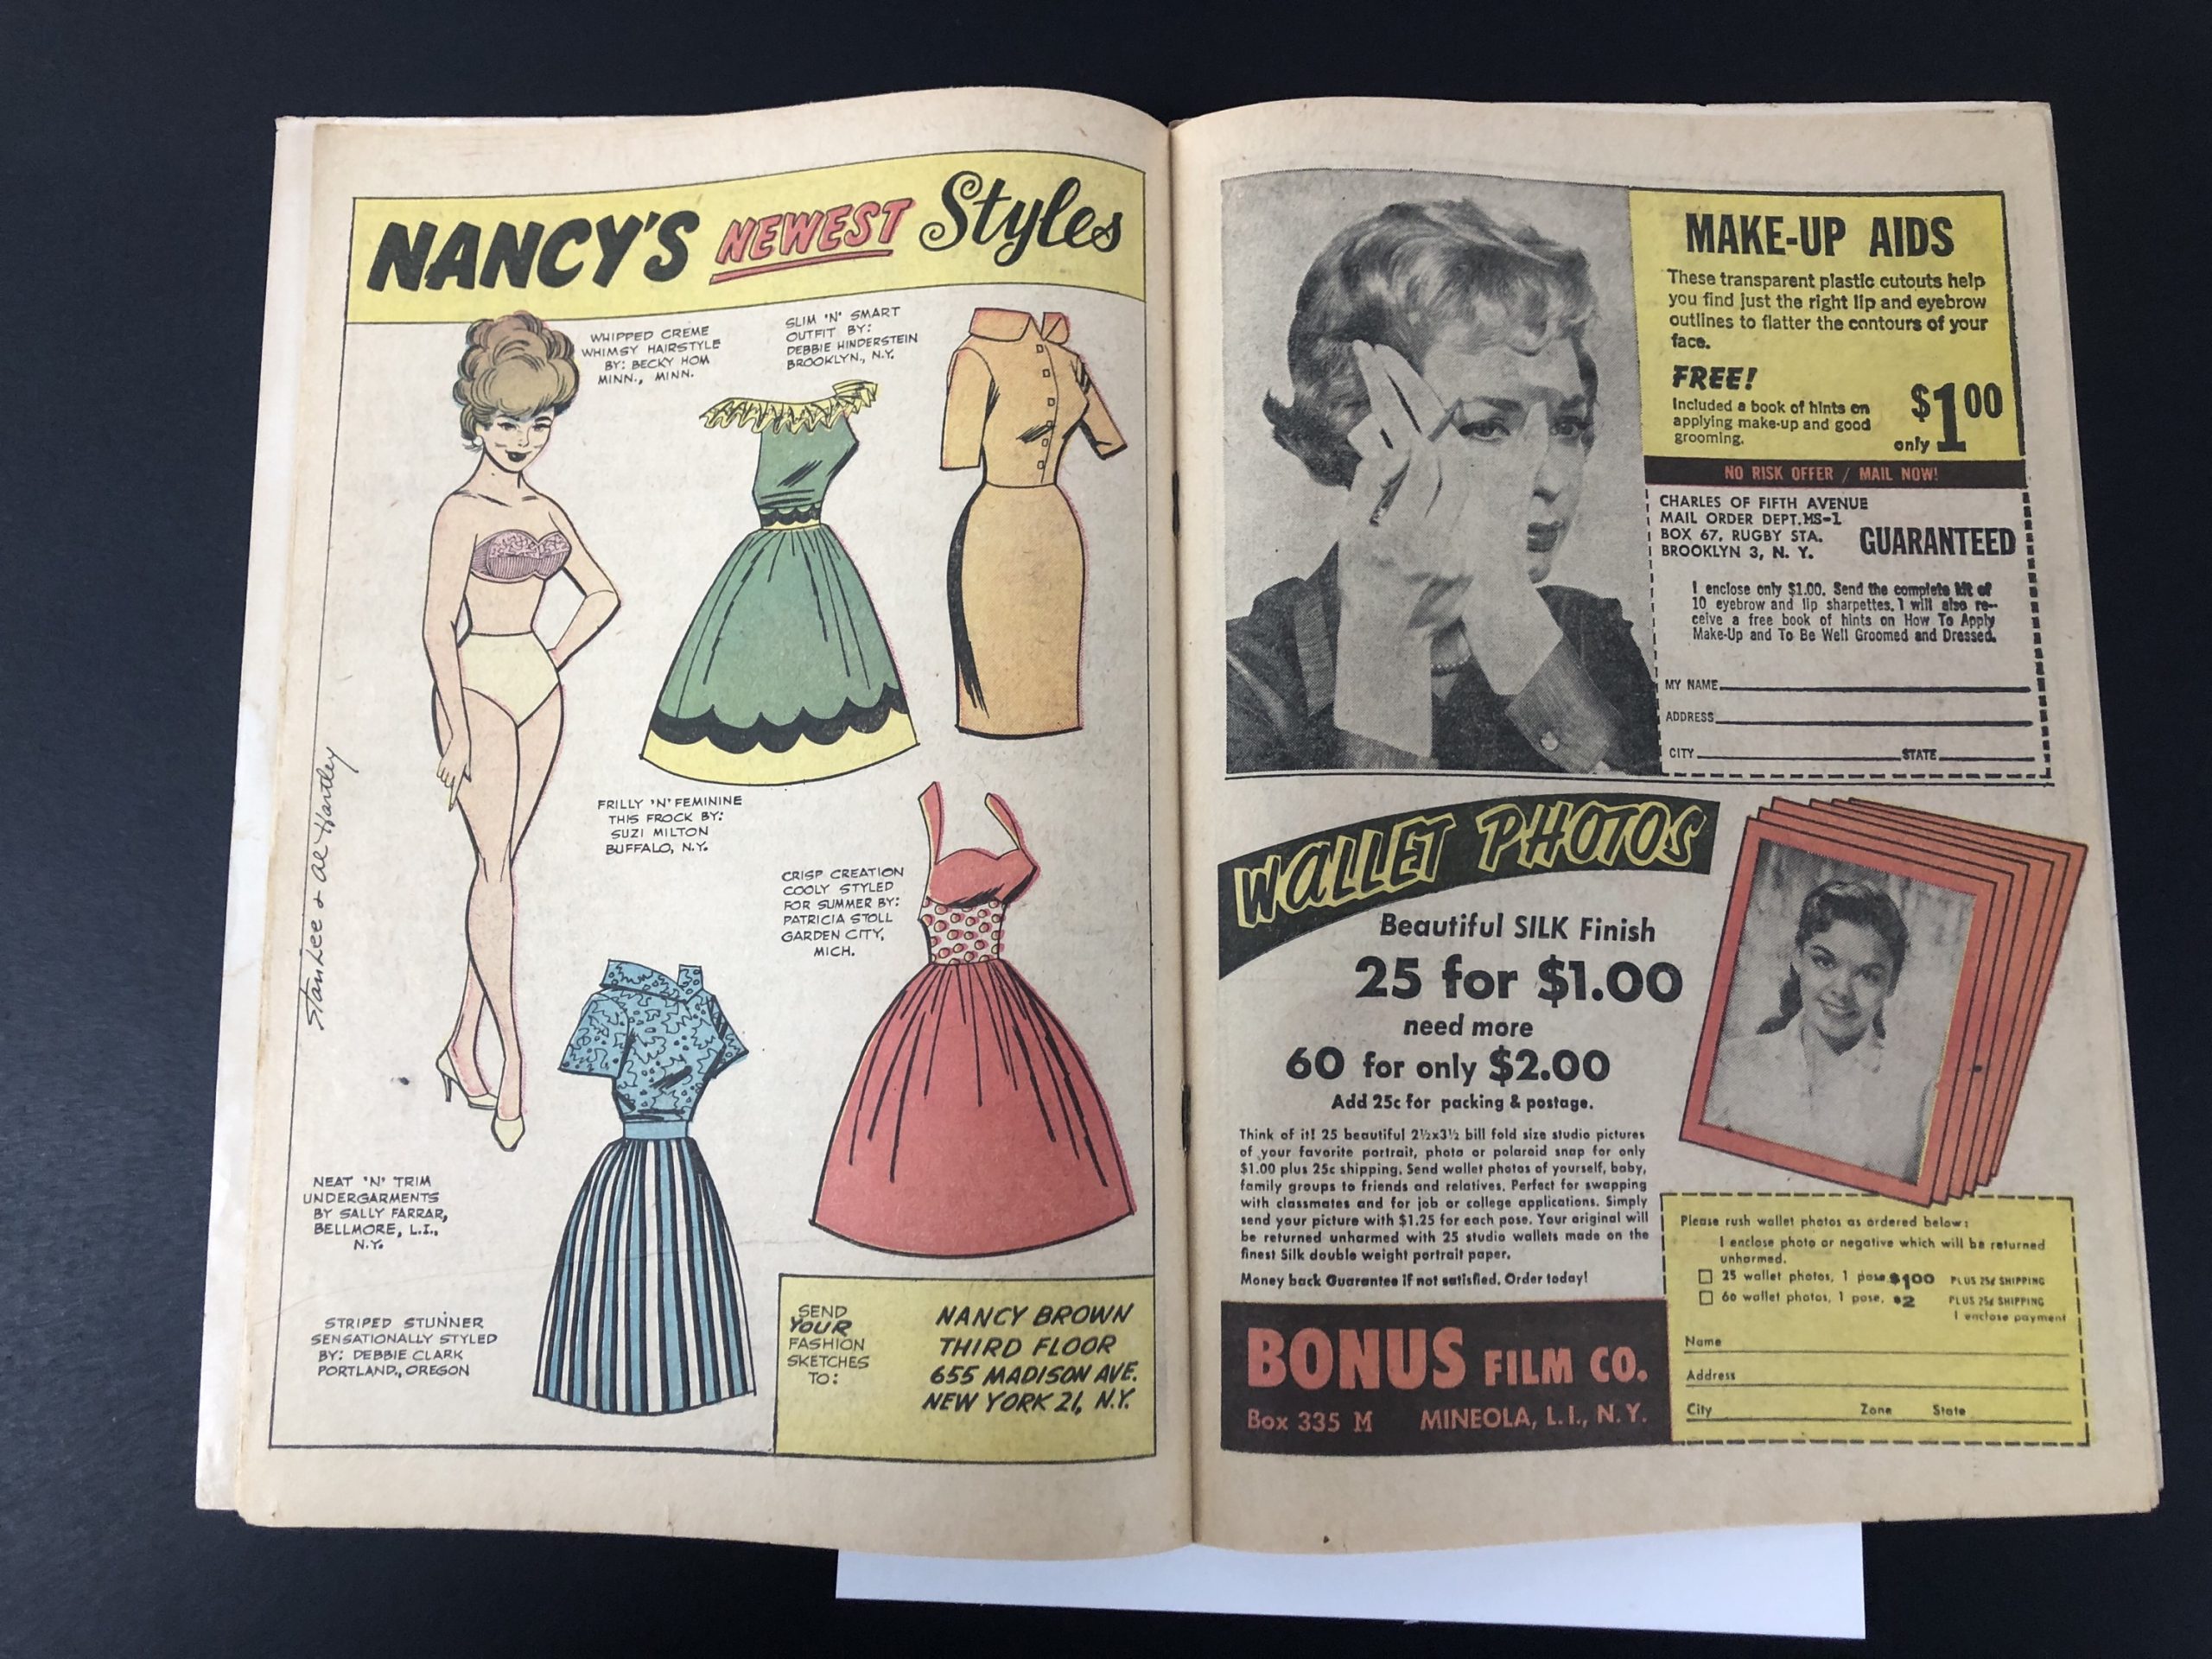 NANCY'S NEWEST Styles
WHIPPED CREME
WHIMSY HAIRSTYLE
BY: BECKY HOM
MINN., MINN.
SLIM 'N' SMART
OUTFIT BY:
DEBBIE HINDERSTEIN
BROOKLYN., N.Y.
FRILLY 'N' FEMININE
THIS FROCK BY:
SUZI MILTON
BUFFALO, N.Y.
CRISP CREATION
COOLY STYLED
FOR SUMMER BY:
PATRICIA STOLL
GARDEN CITY,
MICH.
Stan Lee & Al Hartley
NEAT 'N' TRIM
UNDERGARMENTS
BY SALLY FARRAR,
BELLMORE, L.I.,
N.Y.
STRIPED STUNNER
SENSATIONALLY STYLED
BY: DEBBIE CLARK
PORTLAND., OREGON
SEND
YOUR
FASHION
SKETCHES
TO:
NANCY BROWN
THIRD FLOOR
655 MADISON AVE.
NEW YORK 21, N.Y.
MAKE-UP AIDS
These transparent plastic cutouts help
you find just the right lip and eyebrow
outlines to flatter the contours of your
face.
FREE!
Included a book of hints on
applying make-up and good
grooming.
only $1.00
NO RISK OFFER / MAIL NOW!
CHARLES OF FIFTH AVENUE
MAIL ORDER DEPT.MS-1
BOX 67, RUGBY STA.
BROOKLYN 3, N. Y.
GUARANTEED
I enclose only $1.00. Send the complete kit of
10 eyebrow and lip sharpettes. I will also re-
ceive a free book of hints on How To Apply
Make-Up and To Be Well Groomed and Dressed.
MY NAME
ADDRESS
CITY STATE
WALLET PHOTOS
Beautiful SILK Finish
25 for $1.00
need more
60 for only $2.00
Add 25c for packing & postage.
Think of it! 25 beautiful 2½x3½ bill fold size studio pictures
of your favorite portrait, photo or polaroid snap for only
$1.00 plus 25c shipping. Send wallet photos of yourself, baby,
family groups to friends and relatives. Perfect for swapping
with classmates and for job or college applications. Simply
send your picture with $1.25 for each pose. Your original will
be returned unharmed with 25 studio wallets made on the
finest Silk double weight portrait paper.
Money back Guarantee if not satisfied. Order today!
BONUS FILM CO.
Box 335 M MINEOLA, L.I., N.Y.
Please rush wallet photos as ordered below:
I enclose photo or negative which will be returned
unharmed.
25 wallet photos, 1 pose $1.00 PLUS 25¢ SHIPPING
60 wallet photos, 1 pose, $2 PLUS 25¢ SHIPPING
I enclose payment
Name
Address
City Zone State